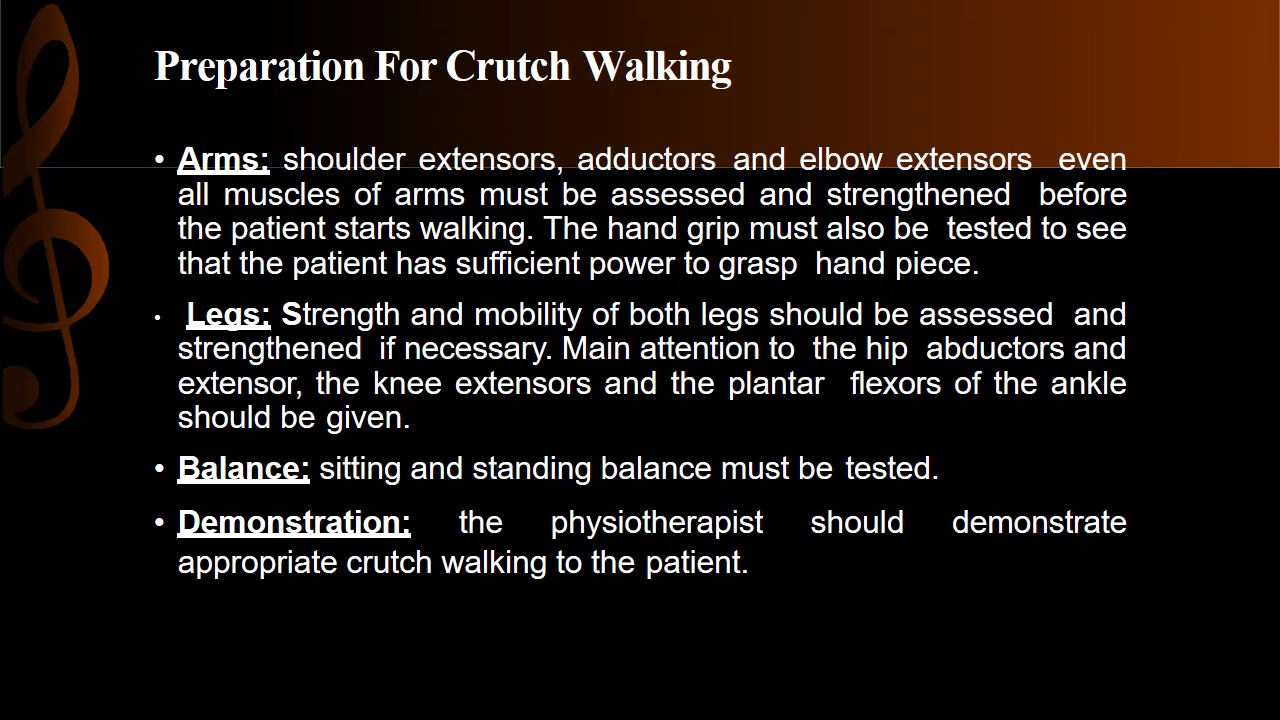 Preparation For Crutch Walking
• Arms: shoulder extensors, adductors and elbow extensors even
all muscles of arms must be assessed and strengthened before
the patient starts walking. The hand grip must also be tested to see
that the patient has sufficient power to grasp hand piece.
• Legs: Strength and mobility of both legs should be assessed and
strengthened if necessary. Main attention to the hip abductors and
extensor, the knee extensors and the plantar flexors of the ankle
should be given.
• Balance: sitting and standing balance must be tested.
• Demonstration: the physiotherapist should demonstrate
appropriate crutch walking to the patient.